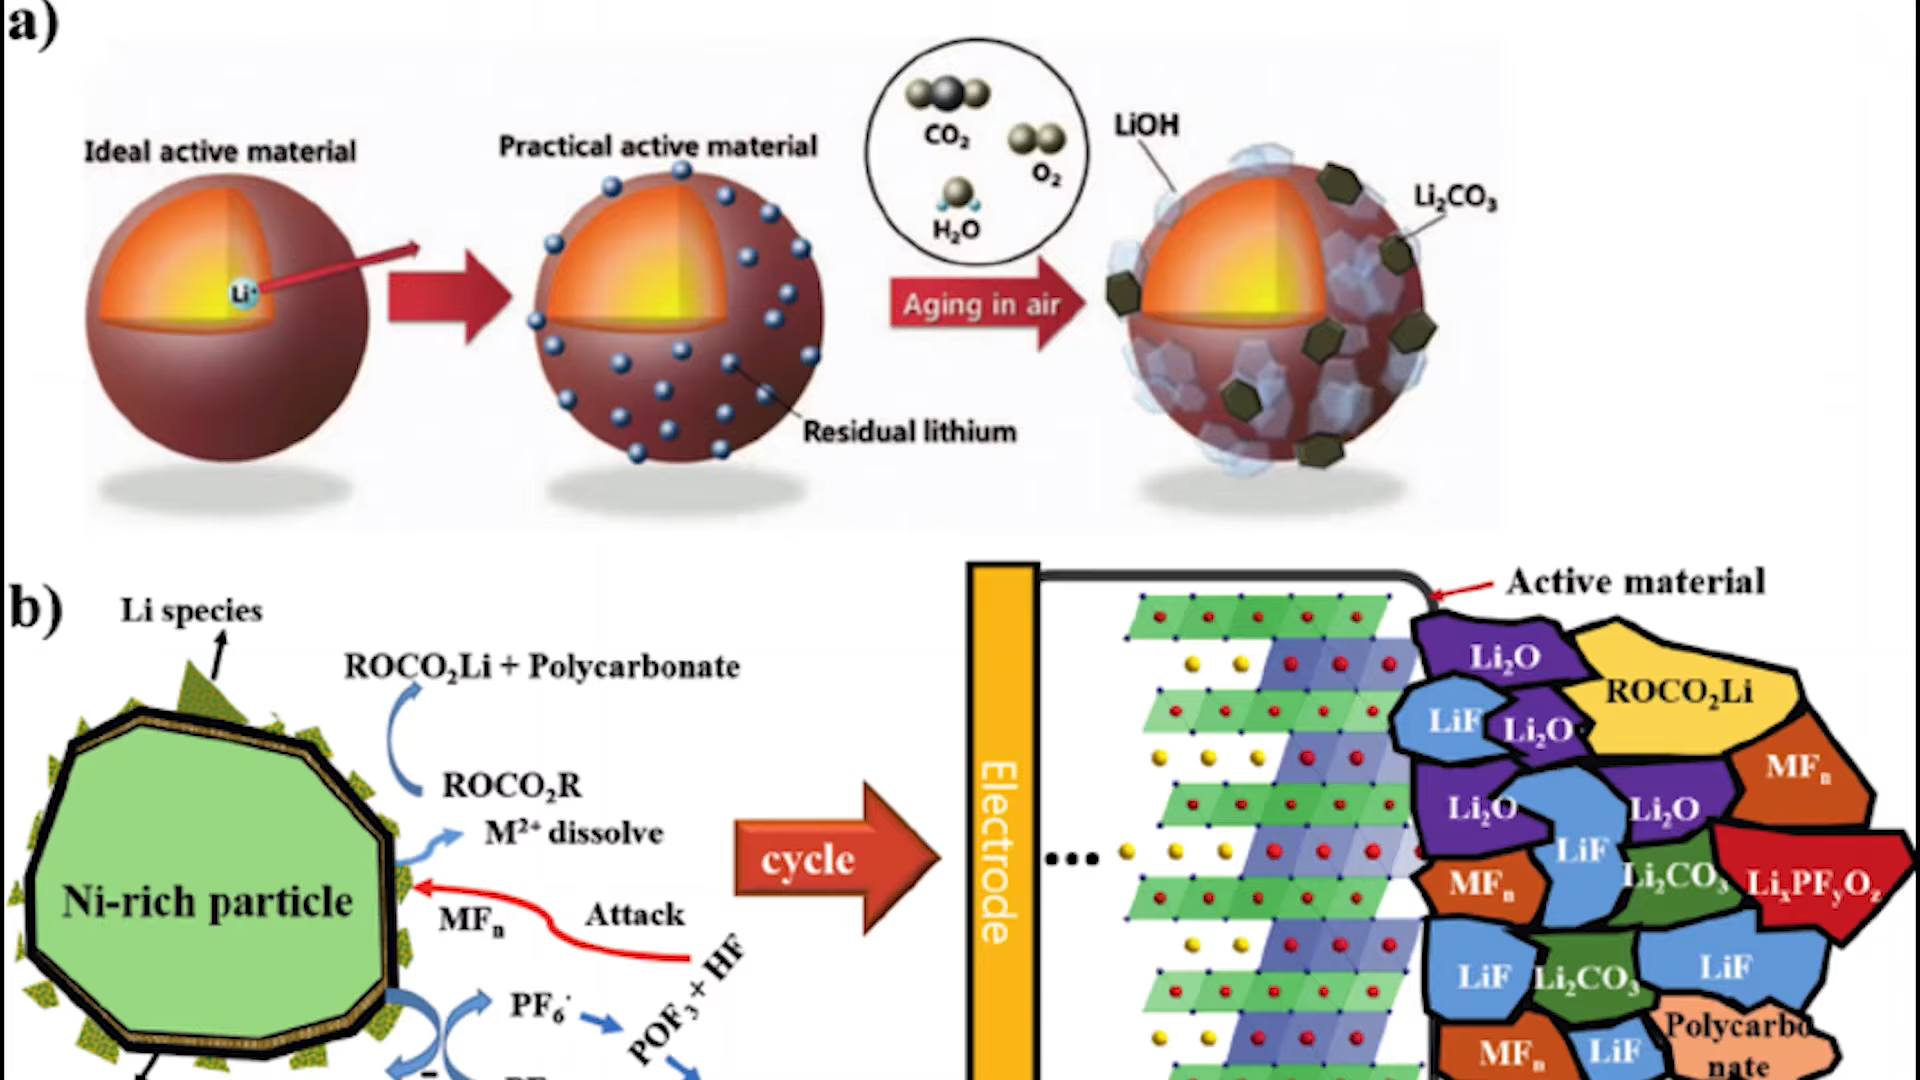 a)
Ideal active material
Li⁺
Practical active material
Residual lithium
CO₂
O₂
H₂O
Aging in air
LiOH
Li₂CO₃
b)
Li species
ROCO₂Li + Polycarbonate
ROCO₂R
M²⁺ dissolve
Ni-rich particle
MFₙ
Attack
POF₃ + HF
PF₆
cycle
Electrode
Active material
Li₂O
ROCO₂Li
LiF
Li₂O
MFₙ
Li₂O
Li₂O
LiF
MFₙ
Li₂CO₃
LiₓPFᵧO_z
LiF
Li₂CO₃
LiF
Polycarbo
nate
MFₙ
LiF